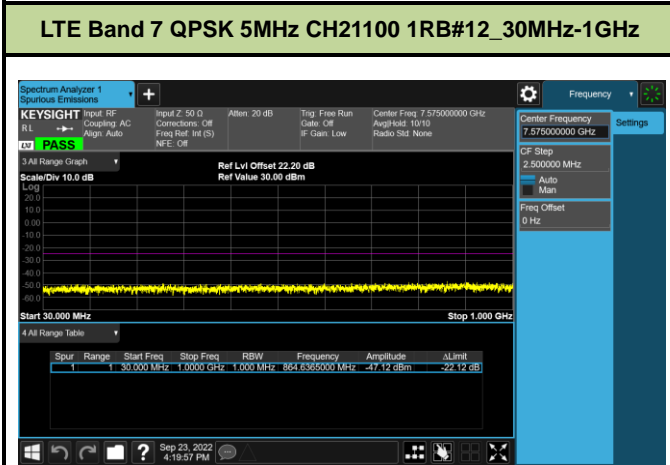 LTE Band 7 QPSK 5MHz CH21100 1RB#12_30MHz-1GHz
Spectrum Analyzer 1
Spurious Emissions
Frequency
KEYSIGHT
RL
LXI PASS
Input: RF
Coupling: AC
Align: Auto
Input Z: 50 Ω
Corrections: Off
Freq Ref: Int (S)
NFE: Off
Atten: 20 dB
Trig: Free Run
Gate: Off
IF Gain: Low
Center Freq: 7.575000000 GHz
Avg|Hold: 10/10
Radio Std: None
Center Frequency
7.575000000 GHz
Settings
CF Step
2.500000 MHz
Auto
Man
Freq Offset
0 Hz
3 All Range Graph
Scale/Div 10.0 dB
Ref Lvl Offset 22.20 dB
Ref Value 30.00 dBm
Log
20.0
10.0
0.00
-10.0
-20.0
-30.0
-40.0
-50.0
-60.0
Start 30.000 MHz
Stop 1.000 GHz
4 All Range Table
Spur Range Start Freq Stop Freq RBW Frequency Amplitude ΔLimit
1 1 30.000 MHz 1.0000 GHz 1.000 MHz 864.6365000 MHz -47.12 dBm -22.12 dB
?
Sep 23, 2022
4:19:57 PM